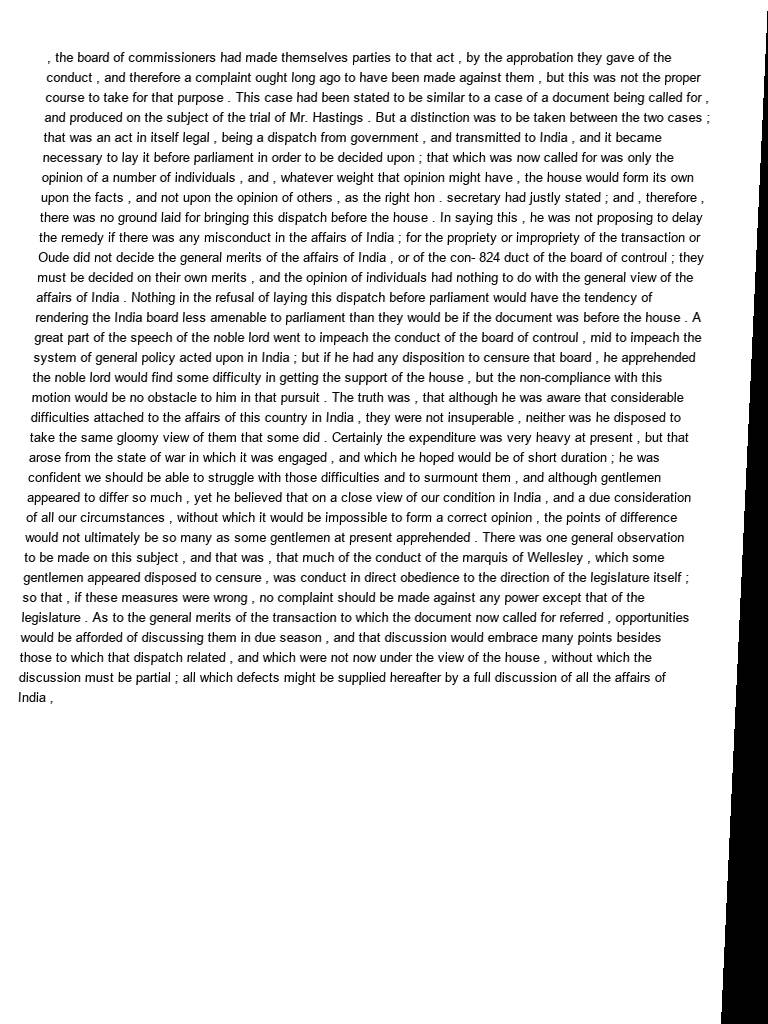 , the board of commissioners had made themselves parties to that act , by the approbation they gave of the
conduct , and therefore a complaint ought long ago to have been made against them , but this was not the proper
course to take for that purpose . This case had been stated to be similar to a case of a document being called for ,
and produced on the subject of the trial of Mr. Hastings . But a distinction was to be taken between the two cases ;
that was an act in itself legal , being a dispatch from government , and transmitted to India , and it became
necessary to lay it before parliament in order to be decided upon ; that which was now called for was only the
opinion of a number of individuals , and , whatever weight that opinion might have , the house would form its own
upon the facts , and not upon the opinion of others , as the right hon . secretary had justly stated ; and , therefore ,
there was no ground laid for bringing this dispatch before the house . In saying this , he was not proposing to delay
the remedy if there was any misconduct in the affairs of India ; for the propriety or impropriety of the transaction or
Oude did not decide the general merits of the affairs of India , or of the con- 824 duct of the board of controul ; they
must be decided on their own merits , and the opinion of individuals had nothing to do with the general view of the
affairs of India . Nothing in the refusal of laying this dispatch before parliament would have the tendency of
rendering the India board less amenable to parliament than they would be if the document was before the house . A
great part of the speech of the noble lord went to impeach the conduct of the board of controul , mid to impeach the
system of general policy acted upon in India ; but if he had any disposition to censure that board , he apprehended
the noble lord would find some difficulty in getting the support of the house , but the non-compliance with this
motion would be no obstacle to him in that pursuit . The truth was , that although he was aware that considerable
difficulties attached to the affairs of this country in India , they were not insuperable , neither was he disposed to
take the same gloomy view of them that some did . Certainly the expenditure was very heavy at present , but that
arose from the state of war in which it was engaged , and which he hoped would be of short duration ; he was
confident we should be able to struggle with those difficulties and to surmount them , and although gentlemen
appeared to differ so much , yet he believed that on a close view of our condition in India , and a due consideration
of all our circumstances , without which it would be impossible to form a correct opinion , the points of difference
would not ultimately be so many as some gentlemen at present apprehended . There was one general observation
to be made on this subject , and that was , that much of the conduct of the marquis of Wellesley , which some
gentlemen appeared disposed to censure , was conduct in direct obedience to the direction of the legislature itself ;
so that , if these measures were wrong , no complaint should be made against any power except that of the
legislature . As to the general merits of the transaction to which the document now called for referred , opportunities
would be afforded of discussing them in due season , and that discussion would embrace many points besides
those to which that dispatch related , and which were not now under the view of the house , without which the
discussion must be partial ; all which defects might be supplied hereafter by a full discussion of all the affairs of
India ,